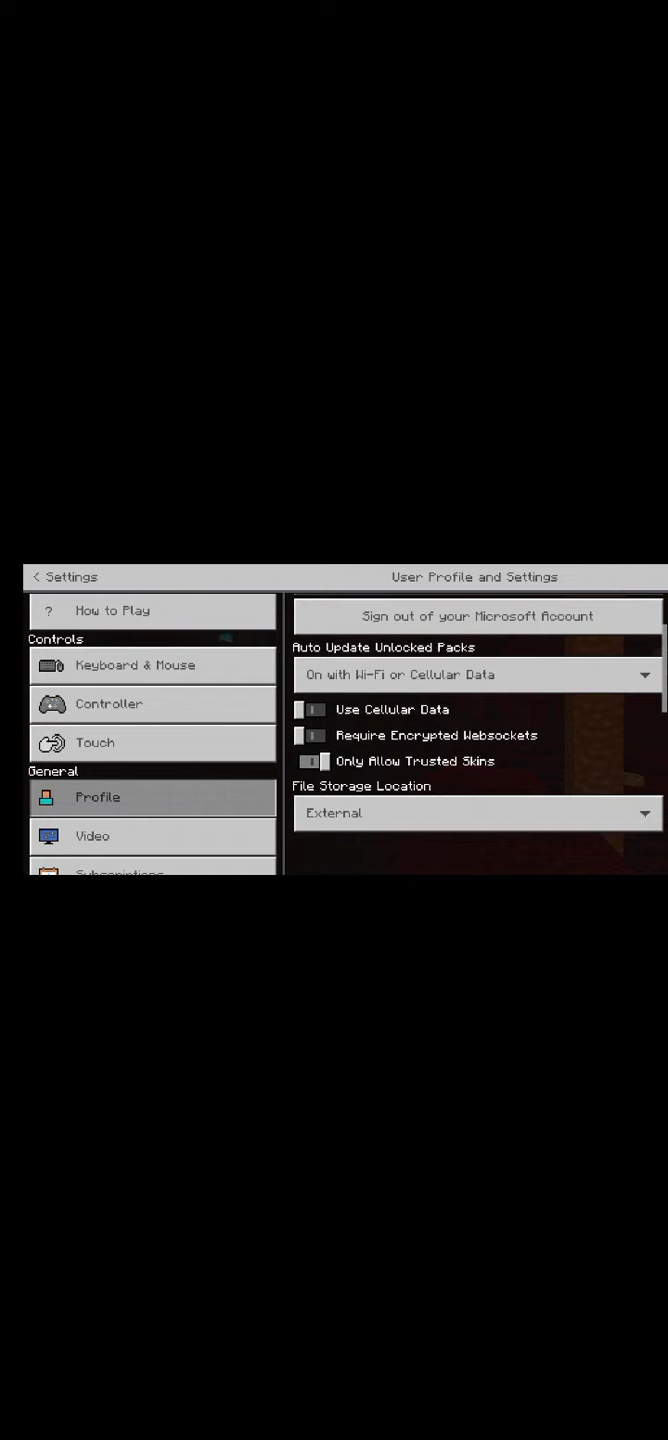 < Settings
User Profile and Settings
? How to Play
Controls
Keyboard & Mouse
Controller
Touch
General
Profile
Video
Subscriptions
Sign out of your Microsoft Account
Auto Update Unlocked Packs
On with Wi-Fi or Cellular Data
Use Cellular Data
Require Encrypted Websockets
Only Allow Trusted Skins
File Storage Location
External